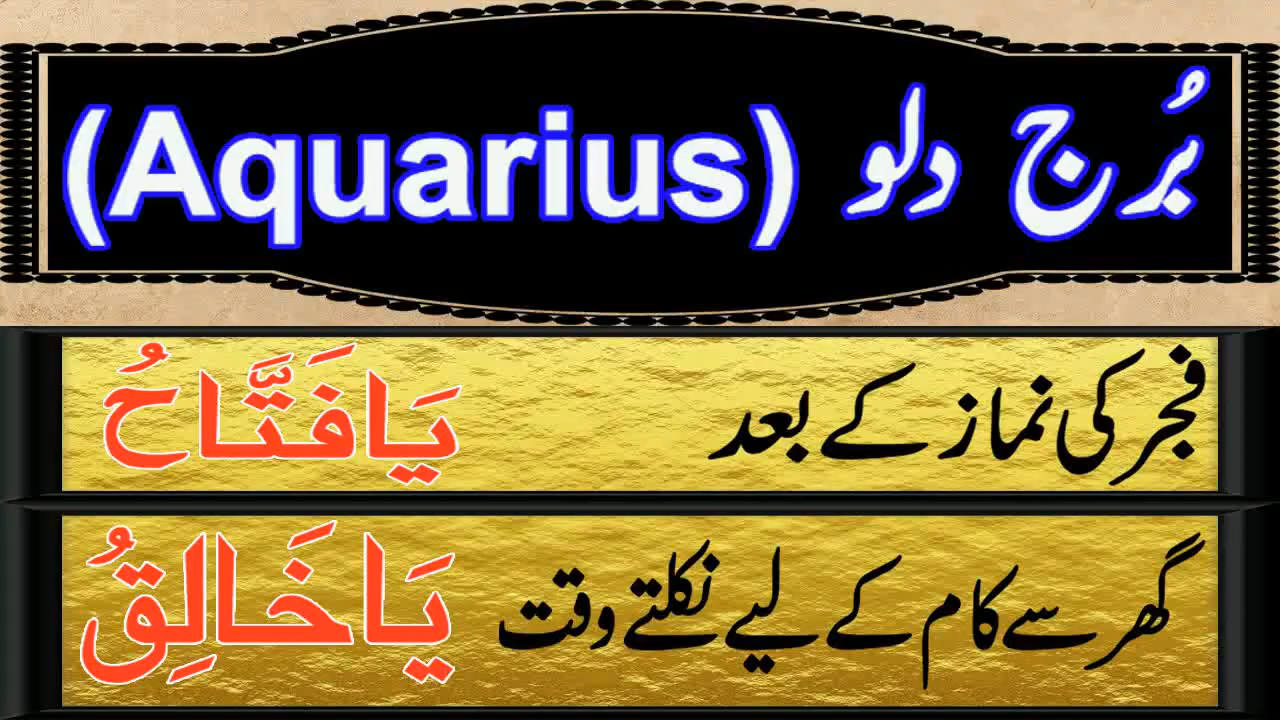 بُرج دلو (Aquarius)
فجر کی نماز کے بعد يَافَتَّاحُ
گھر سے کام کے لیے نکلتے وقت يَاخَالِقُ